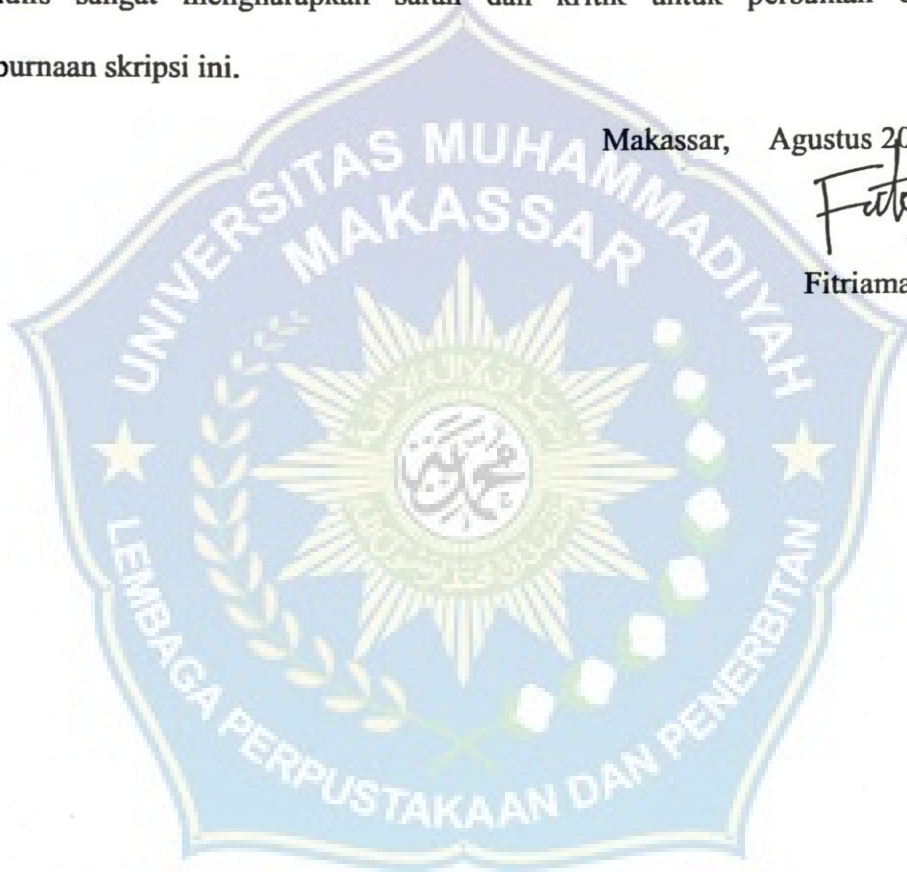 sangat mengharapkan saran dan kritik untuk
purnaan skripsi ini.
Makassar, Agustus 20
Fitriama
UNIVERSITAS MUHAMMADIYAH
MAKASSAR
محمد
LEMBAGA PERPUSTAKAAN DAN PENERBITAN